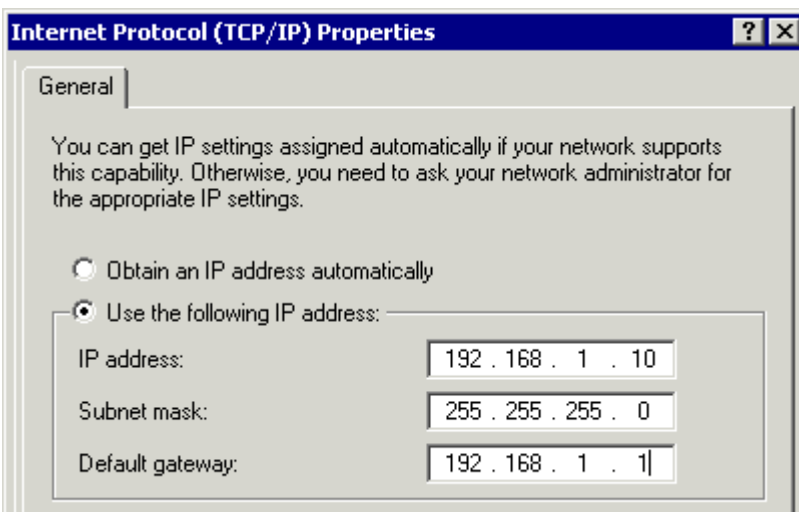 Internet Protocol (TCP/IP) Properties
General
You can get IP settings assigned automatically if your network supports
this capability. Otherwise, you need to ask your network administrator for
the appropriate IP settings.
Obtain an IP address automatically
Use the following IP address:
IP address: 192 . 168 . 1 . 10
Subnet mask: 255 . 255 . 255 . 0
Default gateway: 192 . 168 . 1 . 1